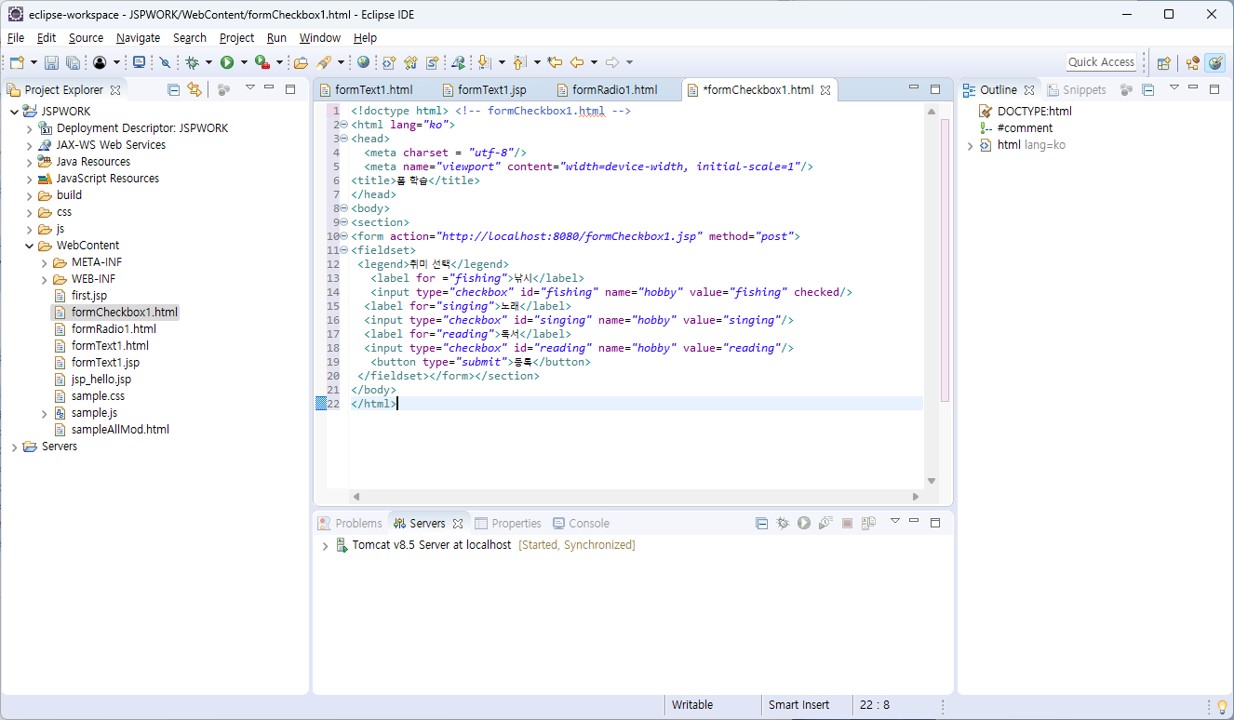 eclipse-workspace - JSPWORK/WebContent/formCheckbox1.html - Eclipse IDE
File Edit Source Navigate Search Project Run Window Help
Quick Access
Project Explorer
JSPWORK
Deployment Descriptor: JSPWORK
JAX-WS Web Services
Java Resources
JavaScript Resources
build
css
js
WebContent
META-INF
WEB-INF
first.jsp
formCheckbox1.html
formRadio1.html
formText1.html
formText1.jsp
jsp_hello.jsp
sample.css
sample.js
sampleAllMod.html
Servers
formText1.html formText1.jsp formRadio1.html *formCheckbox1.html
1 <!doctype html> <!-- formCheckbox1.html -->
2 <html lang="ko">
3 <head>
4 <meta charset = "utf-8"/>
5 <meta name="viewport" content="width=device-width, initial-scale=1"/>
6 <title>폼 학습</title>
7 </head>
8 <body>
9 <section>
10 <form action="http://localhost:8080/formCheckbox1.jsp" method="post">
11 <fieldset>
12 <legend>취미 선택</legend>
13 <label for ="fishing">낚시</label>
14 <input type="checkbox" id="fishing" name="hobby" value="fishing" checked/>
15 <label for="singing">노래</label>
16 <input type="checkbox" id="singing" name="hobby" value="singing"/>
17 <label for="reading">독서</label>
18 <input type="checkbox" id="reading" name="hobby" value="reading"/>
19 <button type="submit">등록</button>
20 </fieldset></form></section>
21 </body>
22 </html>
Outline Snippets
DOCTYPE:html
#comment
html lang=ko
Problems Servers Properties Console
Tomcat v8.5 Server at localhost [Started, Synchronized]
Writable Smart Insert 22 : 8